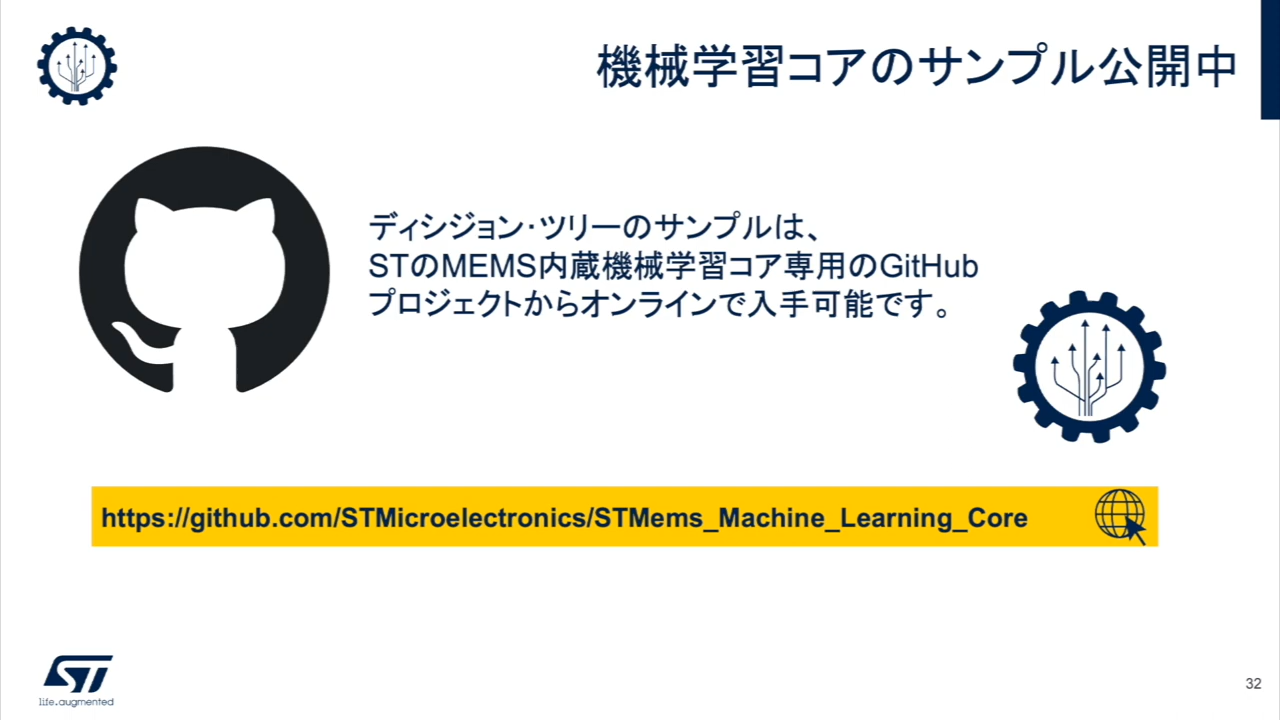 機械学習コアのサンプル公開中
ディシジョン･ツリーのサンプルは、
STのMEMS内蔵機械学習コア専用のGitHub
プロジェクトからオンラインで入手可能です。
https://github.com/STMicroelectronics/STMems_Machine_Learning_Core
ST
life.augmented
32